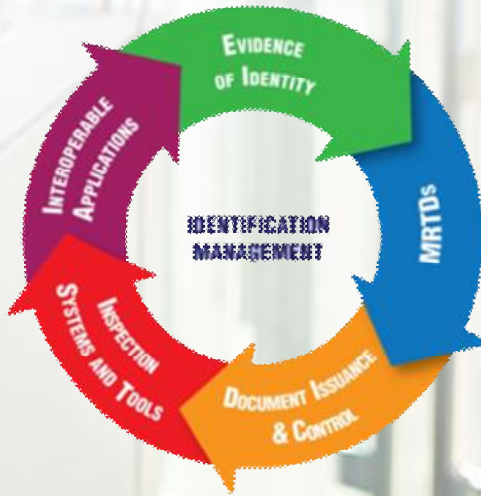 EVIDENCE
OF IDENTITY
MRTDs
DOCUMENT ISSUANCE
& CONTROL
INSPECTION
SYSTEMS AND TOOLS
INTEROPERABLE
APPLICATIONS
IDENTIFICATION
MANAGEMENT